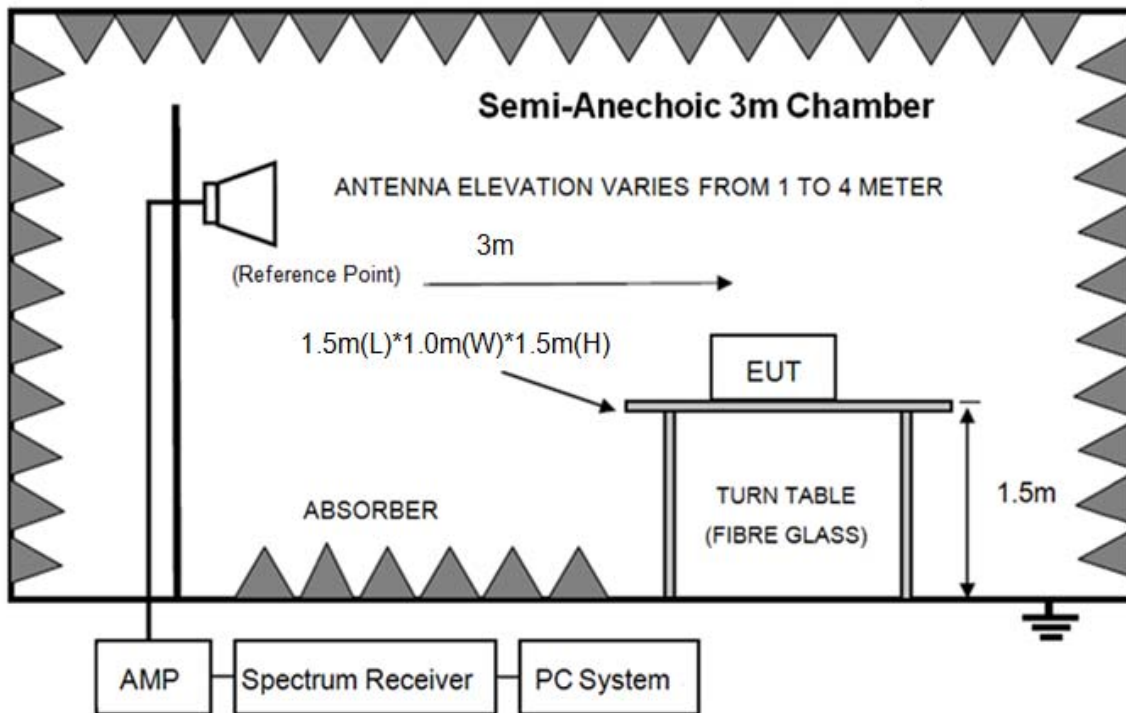 Semi-Anechoic 3m Chamber
ANTENNA ELEVATION VARIES FROM 1 TO 4 METER
3m
(Reference Point)
1.5m(L)*1.0m(W)*1.5m(H)
EUT
1.5m
TURN TABLE
(FIBRE GLASS)
ABSORBER
AMP
Spectrum Receiver
PC System